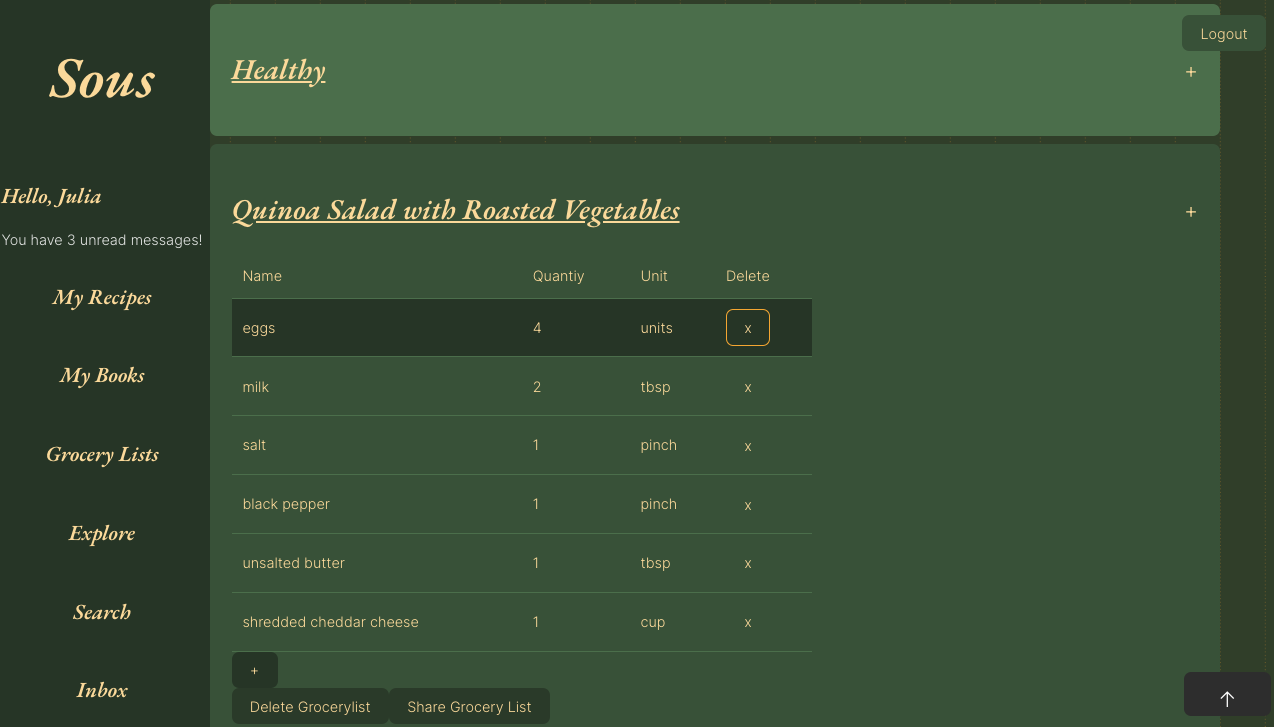 Sous
Hello, Julia
You have 3 unread messages!
My Recipes
My Books
Grocery Lists
Explore
Search
Inbox
Logout
Healthy +
Quinoa Salad with Roasted Vegetables +
Name Quantiy Unit Delete
eggs 4 units x
milk 2 tbsp x
salt 1 pinch x
black pepper 1 pinch x
unsalted butter 1 tbsp x
shredded cheddar cheese 1 cup x
+
Delete Grocerylist Share Grocery List
↑